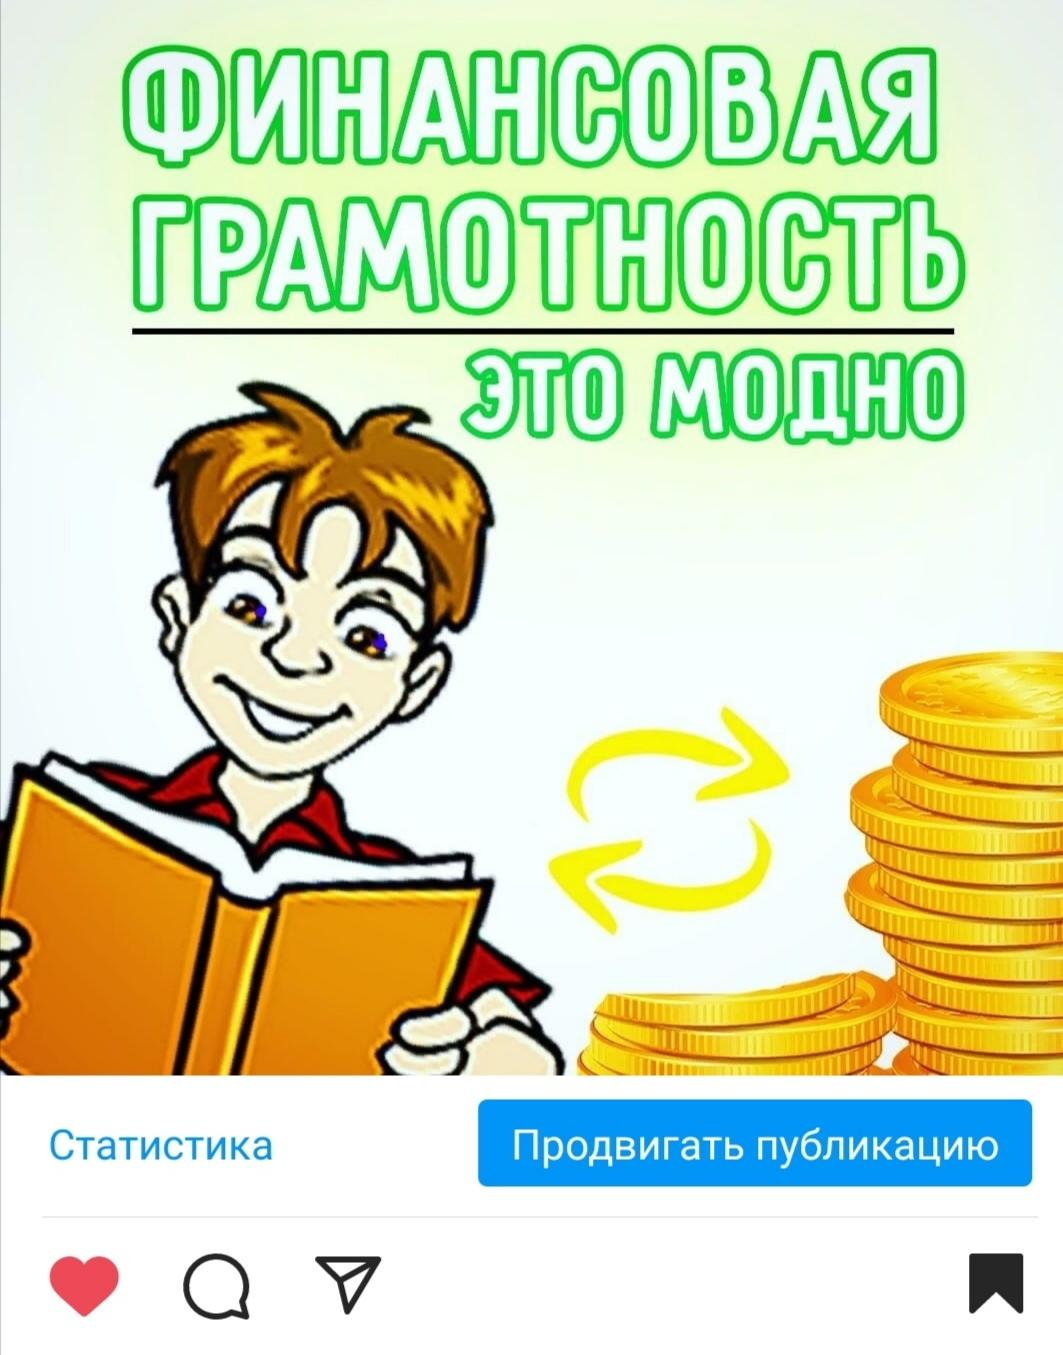 ФИНАНСОВАЯ
ГРАМОТНОСТЬ
ЭТО МОДНО
Статистика
Продвигать публикацию